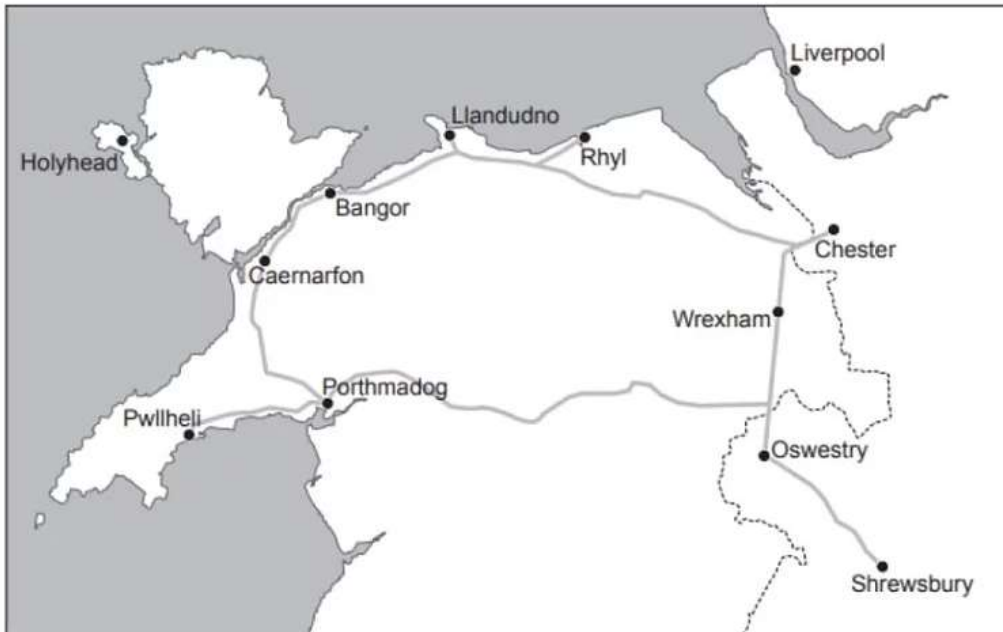 Liverpool
Llandudno
Holyhead
Rhyl
Bangor
Chester
Caernarfon
Wrexham
Porthmadog
Pwllheli
Oswestry
Shrewsbury